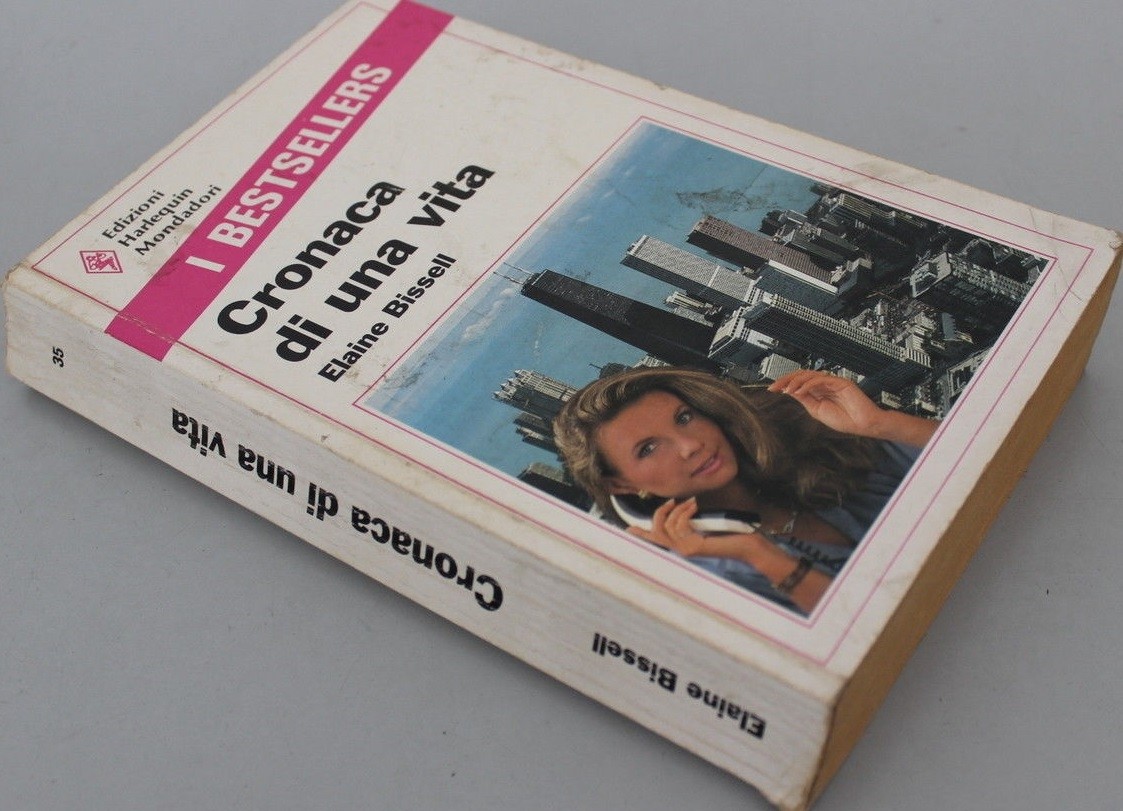 Edizioni
Harlequin
Mondadori
I BESTSELLERS
Cronaca
di una vita
Elaine Bissell
35
Cronaca di una vita
Elaine Bissell